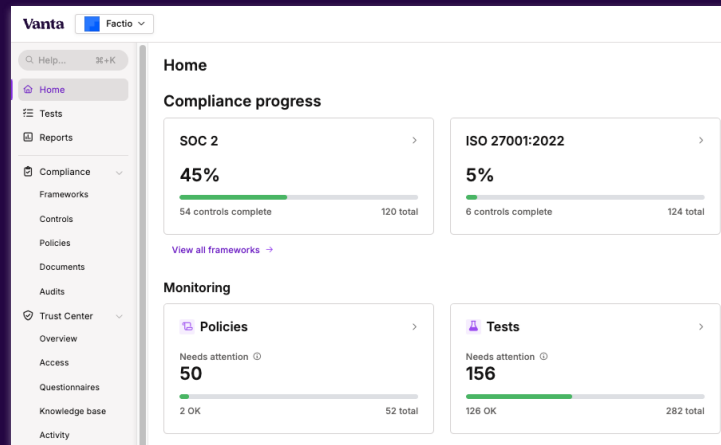 Vanta
Factio
Help... ⌘+K
Home
Tests
Reports
Compliance
Frameworks
Controls
Policies
Documents
Audits
Trust Center
Overview
Access
Questionnaires
Knowledge base
Activity
Home
Compliance progress
SOC 2
45%
54 controls complete 120 total
ISO 27001:2022
5%
6 controls complete 124 total
View all frameworks →
Monitoring
Policies
Needs attention
50
2 OK 52 total
Tests
Needs attention
156
126 OK 282 total